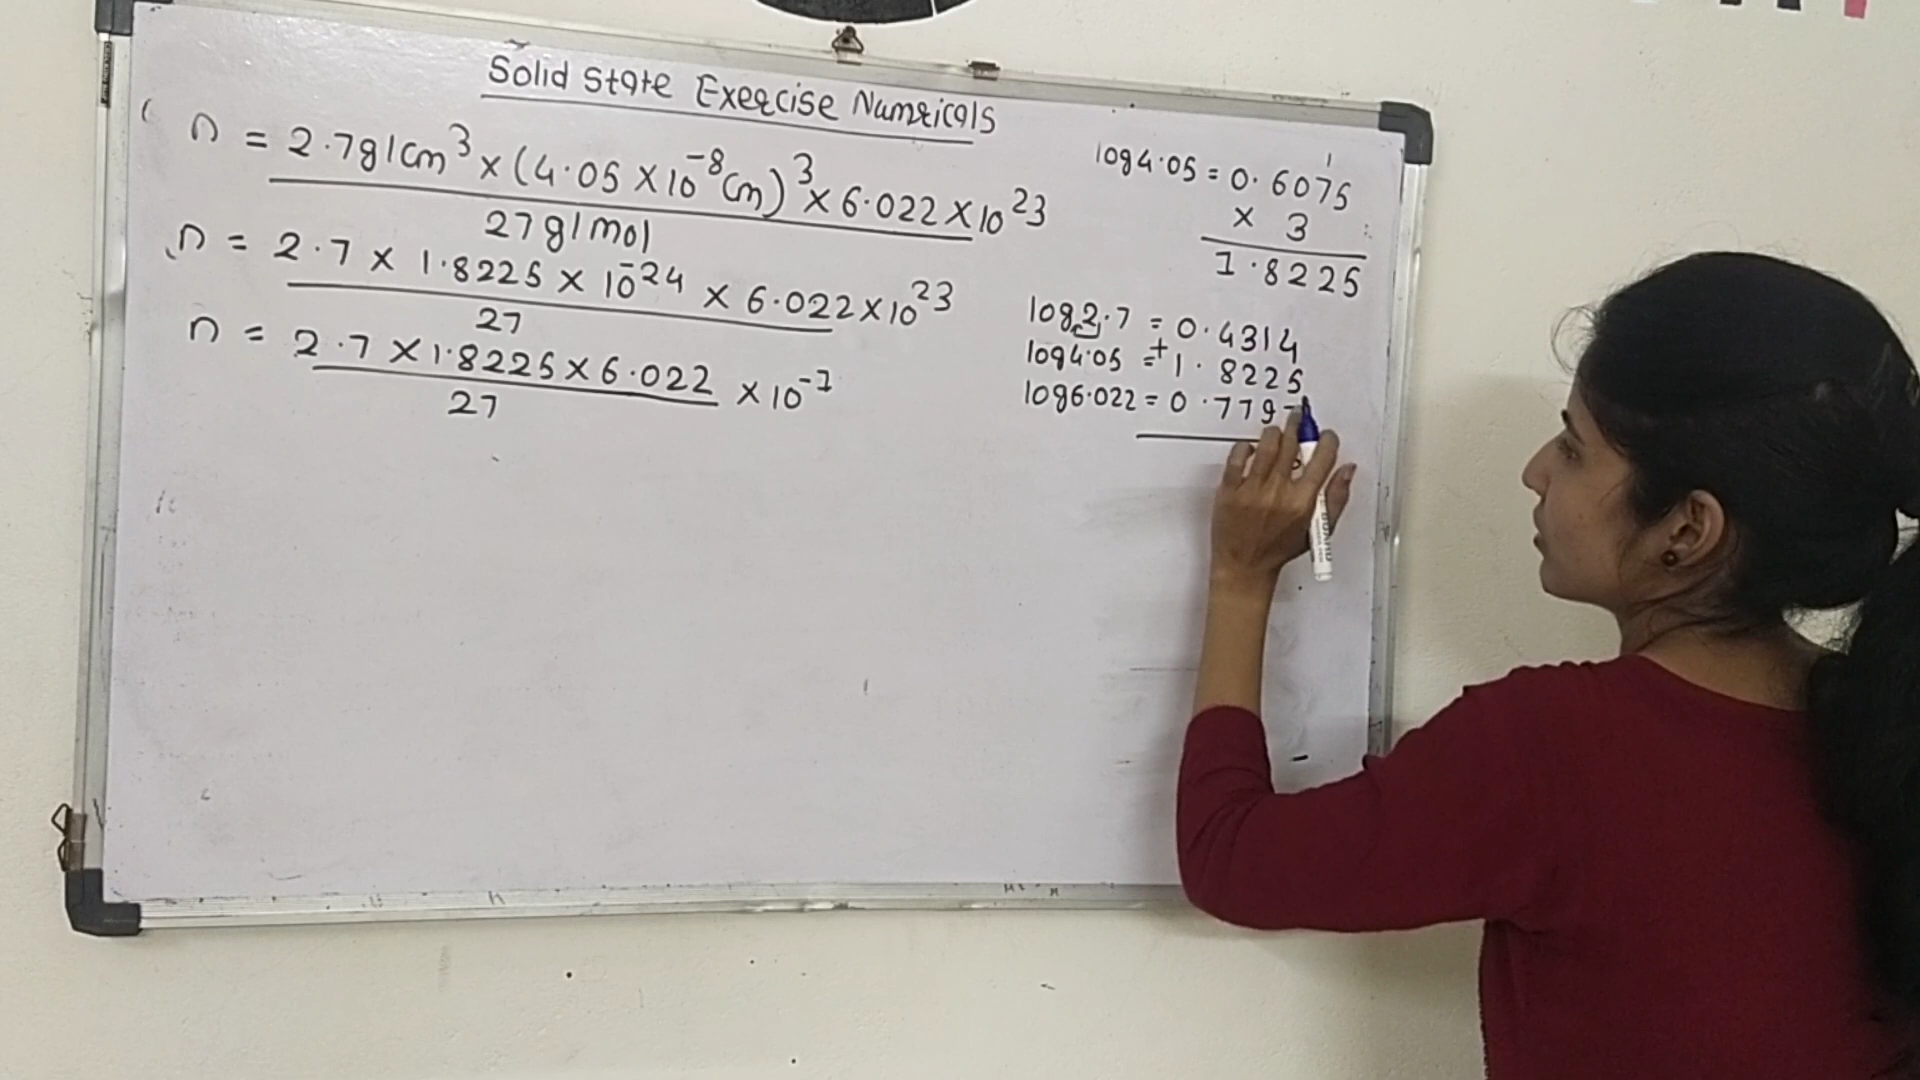 Solid State Exercise Numericals
n = 2.7g/cm³ × (4.05 × 10⁻⁸cm)³ × 6.022 × 10²³
27g/mol
n = 2.7 × 1.8225 × 10⁻²⁴ × 6.022 × 10²³
27
n = 2.7 × 1.8225 × 6.022 × 10⁻¹
27
1
log4.05 = 0.6075
× 3
1.8225
log2.7 = 0.4314
+
log4.05 = 1.8225
log6.022 = 0.779